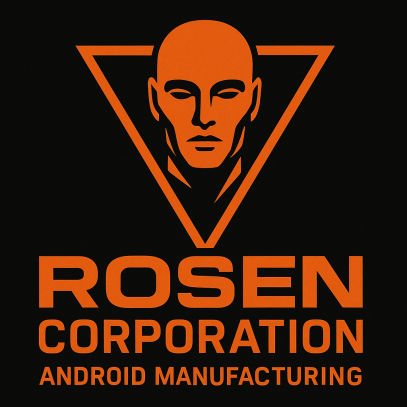 ROSEN
CORPORATION
ANDROID MANUFACTURING